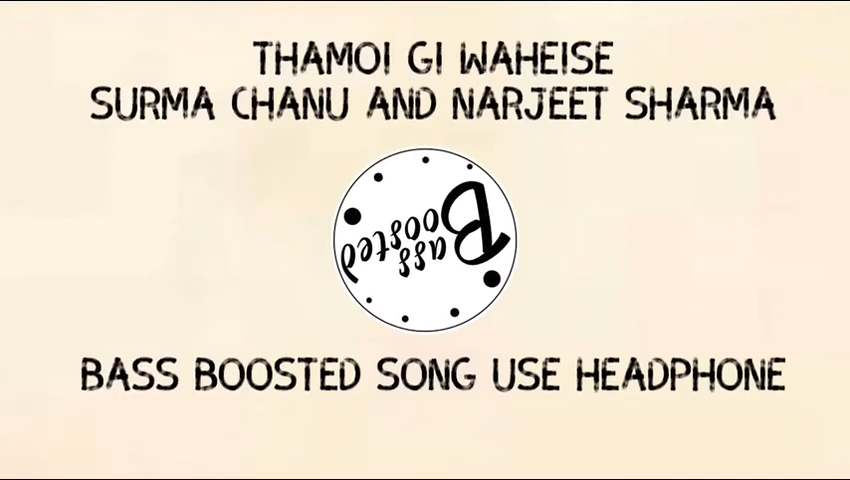 THAMOI GI WAHEISE
SURMA CHANU AND NARJEET SHARMA
Bass
Boosted
BASS BOOSTED SONG USE HEADPHONE